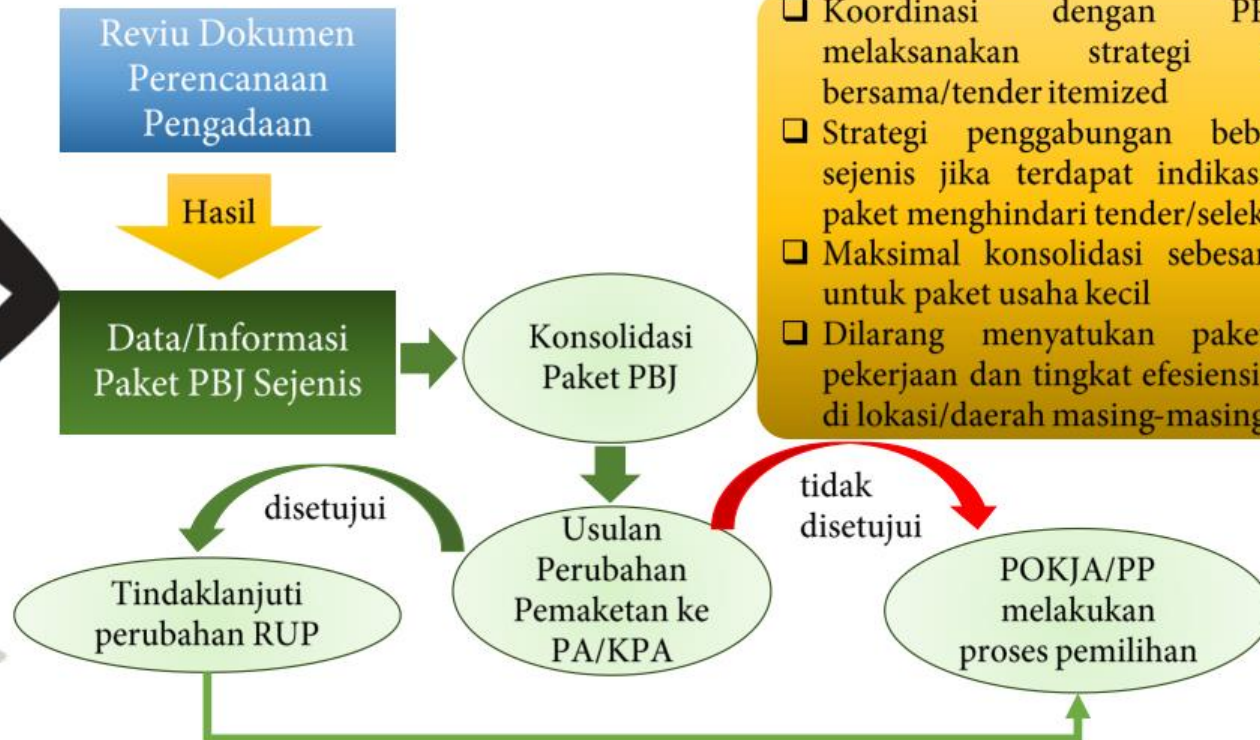 Reviu Dokumen
Perencanaan
Pengadaan
Hasil
Data/Informasi
Paket PBJ Sejenis
Konsolidasi
Paket PBJ
Koordinasi dengan
melaksanakan strategi
bersama/tender itemized
Strategi penggabungan
sejenis jika terdapat
paket menghindari
Maksimal konsolidasi
untuk paket usaha kecil
Dilarang menyatukan
pekerjaan dan tingkat efesiensi
di lokasi/daerah masing-masing
disetujui
tidak
disetujui
Usulan
Perubahan
Pemaketan ke
PA/KPA
Tindaklanjuti
perubahan RUP
POKJA/PP
melakukan
proses pemilihan